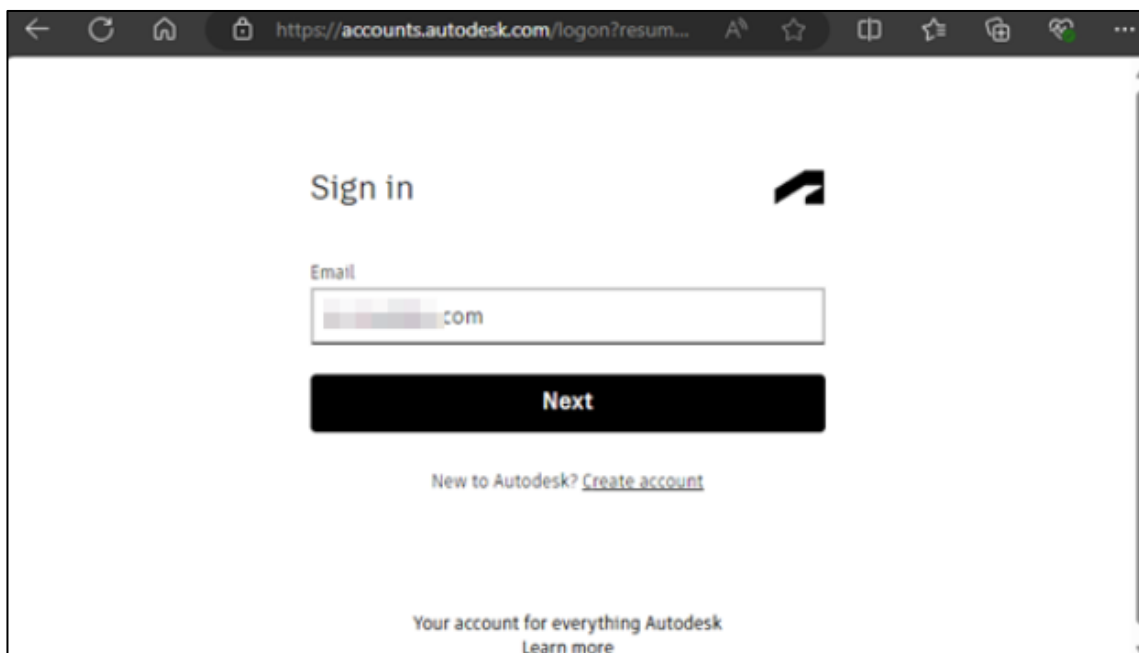 https://accounts.autodesk.com/logon?resum...
Sign in
Email
com
Next
New to Autodesk? Create account
Your account for everything Autodesk
Learn more